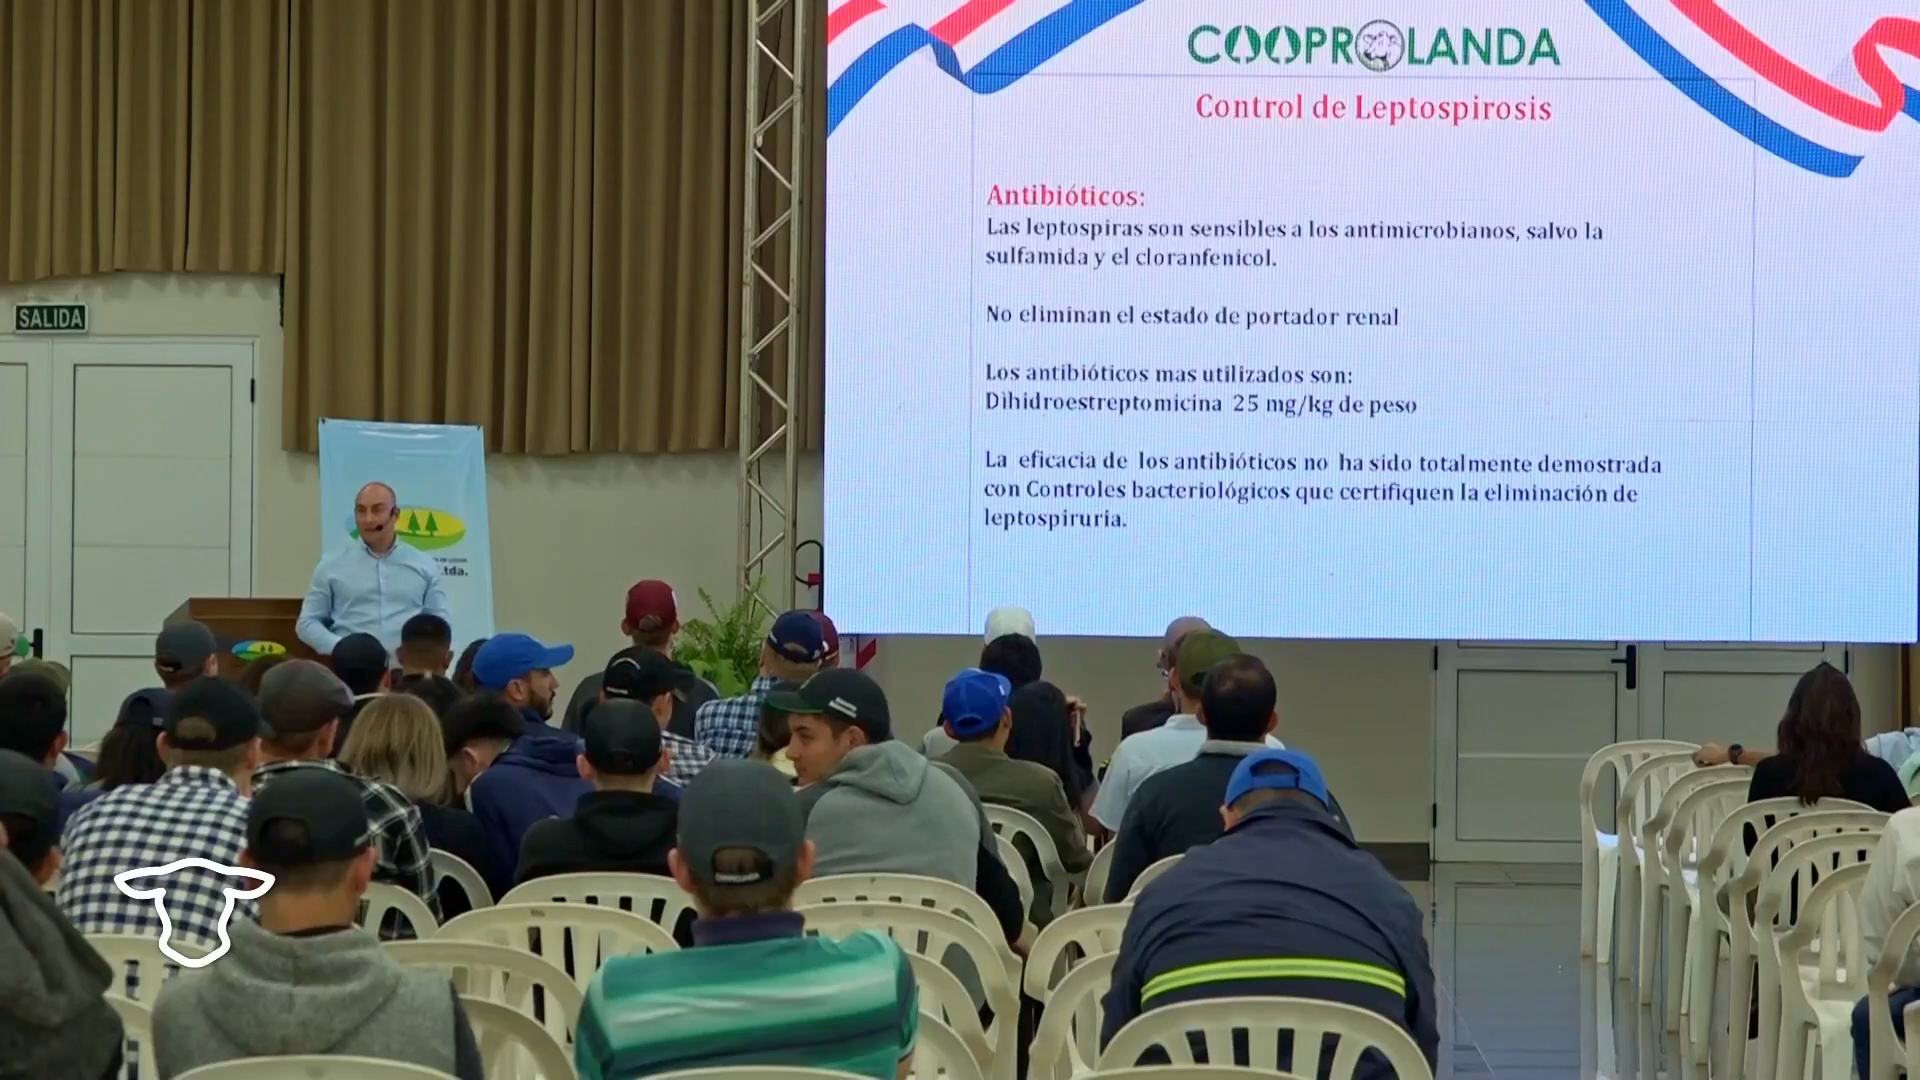 COOPROLANDA
Control de Leptospirosis
Antibióticos:
Las leptospiras son sensibles a los antimicrobianos, salvo la
sulfamida y el cloranfenicol.
No eliminan el estado de portador renal
Los antibióticos mas utilizados son:
Dihidroestreptomicina 25 mg/kg de peso
La eficacia de los antibióticos no ha sido totalmente demostrada
con Controles bacteriológicos que certifiquen la eliminación de
leptospiruria.
SALIDA
Ltda.